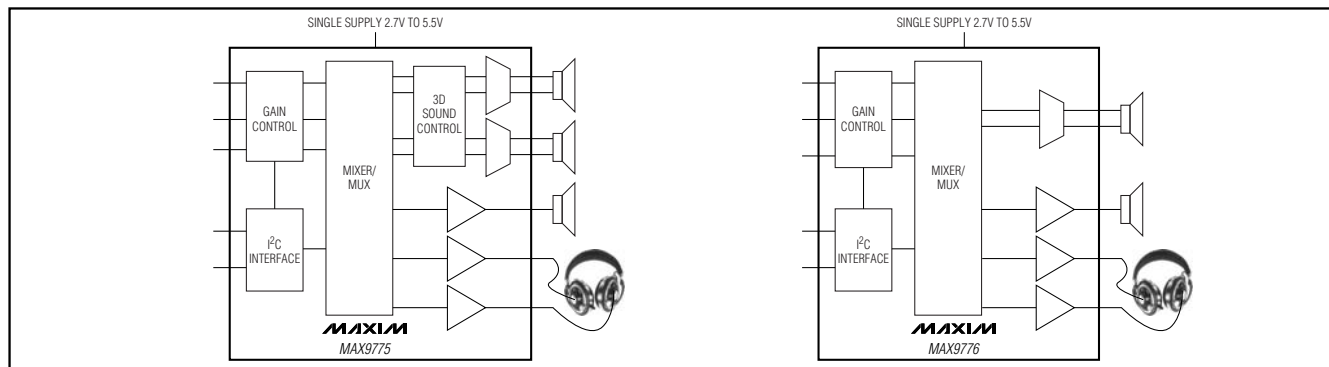 SINGLE SUPPLY 2.7V TO 5.5V
GAIN
CONTROL
I²C
INTERFACE
MIXER/
MUX
3D
SOUND
CONTROL
MAXIM
MAX9775
SINGLE SUPPLY 2.7V TO 5.5V
GAIN
CONTROL
I²C
INTERFACE
MIXER/
MUX
MAXIM
MAX9776